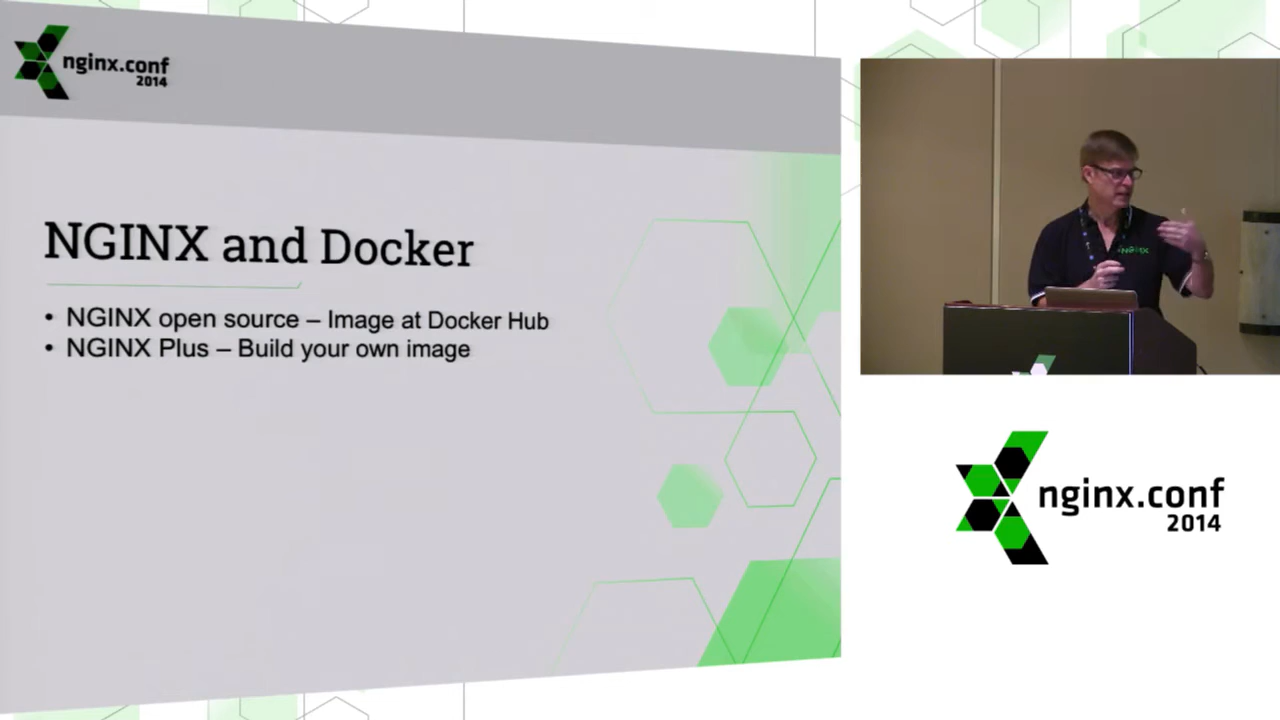 nginx.conf
2014
NGINX and Docker
• NGINX open source – Image at Docker Hub
• NGINX Plus – Build your own image
NGINX
nginx.conf
2014